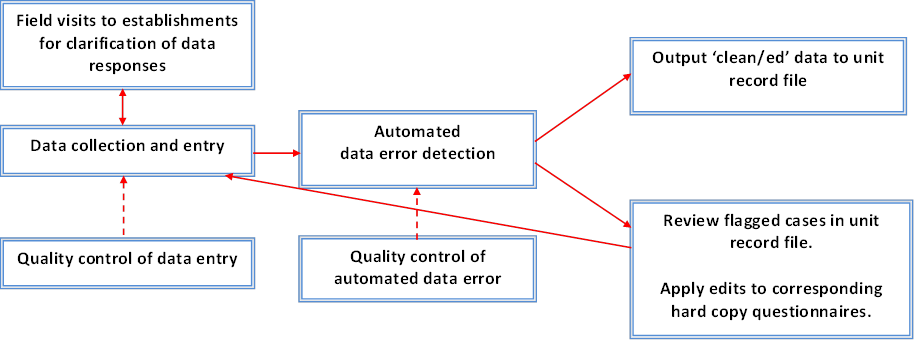 Field visits to establishments
for clarification of data
responses
Output ‘clean/ed’ data to unit
record file
Data collection and entry
Automated
data error detection
Review flagged cases in unit
record file.
Apply edits to corresponding
hard copy questionnaires.
Quality control of data entry
Quality control of
automated data error